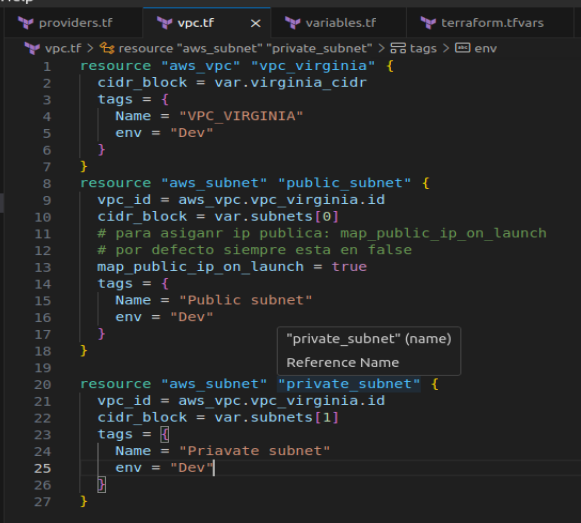 Help
providers.tf vpc.tf × variables.tf terraform.tfvars
vpc.tf > resource "aws_subnet" "private_subnet" > tags > abc env
1 resource "aws_vpc" "vpc_virginia" {
2 cidr_block = var.virginia_cidr
3 tags = {
4 Name = "VPC_VIRGINIA"
5 env = "Dev"
6 }
7 }
8 resource "aws_subnet" "public_subnet" {
9 vpc_id = aws_vpc.vpc_virginia.id
10 cidr_block = var.subnets[0]
11 # para asiganr ip publica: map_public_ip_on_launch
12 # por defecto siempre esta en false
13 map_public_ip_on_launch = true
14 tags = {
15 Name = "Public subnet"
16 env = "Dev"
17 }
18 }
19
"private_subnet" (name)
Reference Name
20 resource "aws_subnet" "private_subnet" {
21 vpc_id = aws_vpc.vpc_virginia.id
22 cidr_block = var.subnets[1]
23 tags = {
24 Name = "Priavate subnet"
25 env = "Dev"
26 }
27 }